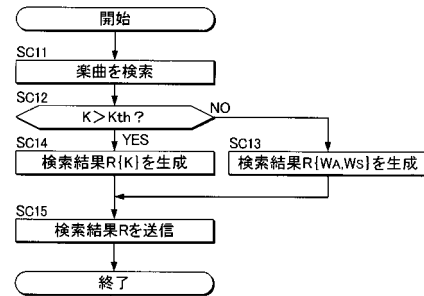 開始
SC11
楽曲を検索
SC12
K>Kth?
NO
YES
SC14
検索結果R{K}を生成
SC13
検索結果R{WA,WS}を生成
SC15
検索結果Rを送信
終了